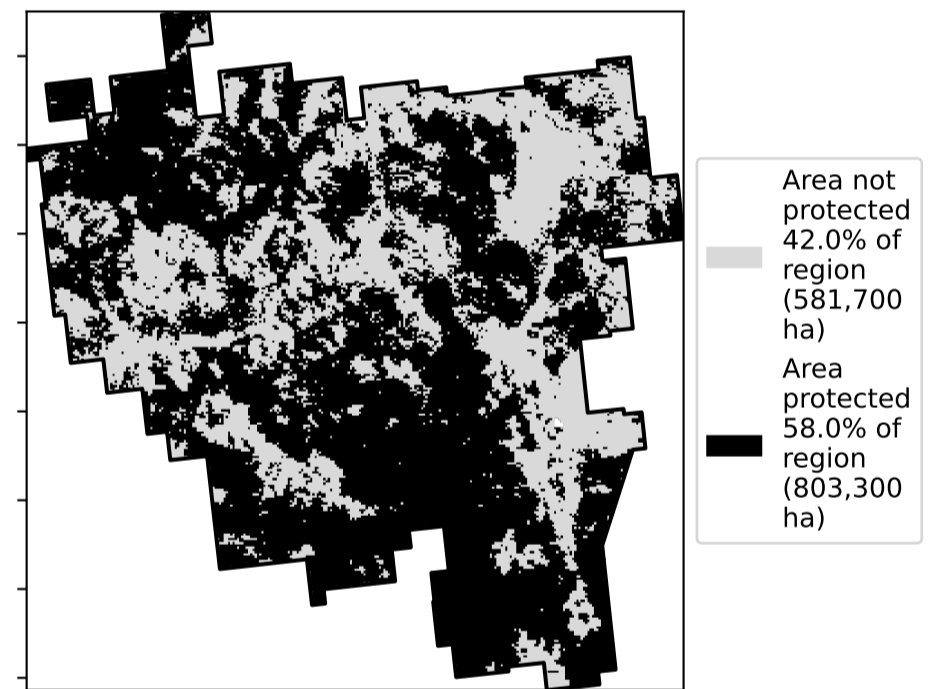 Area not
protected
42.0% of
region
(581,700
ha)
Area
protected
58.0% of
region
(803,300
ha)